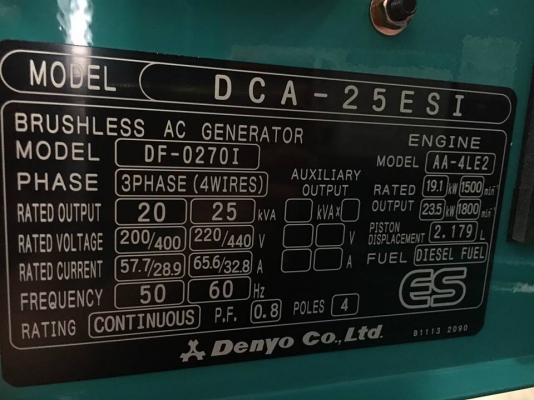 MODEL DCA-25ESI
BRUSHLESS AC GENERATOR
MODEL DF-0270I
PHASE 3PHASE (4WIRES)
RATED OUTPUT 20 25 kVA
RATED VOLTAGE 200/400 220/440 V
RATED CURRENT 57.7/28.9 65.6/32.8 A
FREQUENCY 50 60 Hz
RATING CONTINUOUS P.F. 0.8 POLES 4
AUXILIARY
OUTPUT
kVA×
V
A
ENGINE
MODEL AA-4LE2
RATED 19.1 kW 1500 min⁻¹
OUTPUT 23.5 kW 1800 min⁻¹
PISTON
DISPLACEMENT 2.179 L
FUEL DIESEL FUEL
ES
Denyo Co., Ltd.
B1113 2090